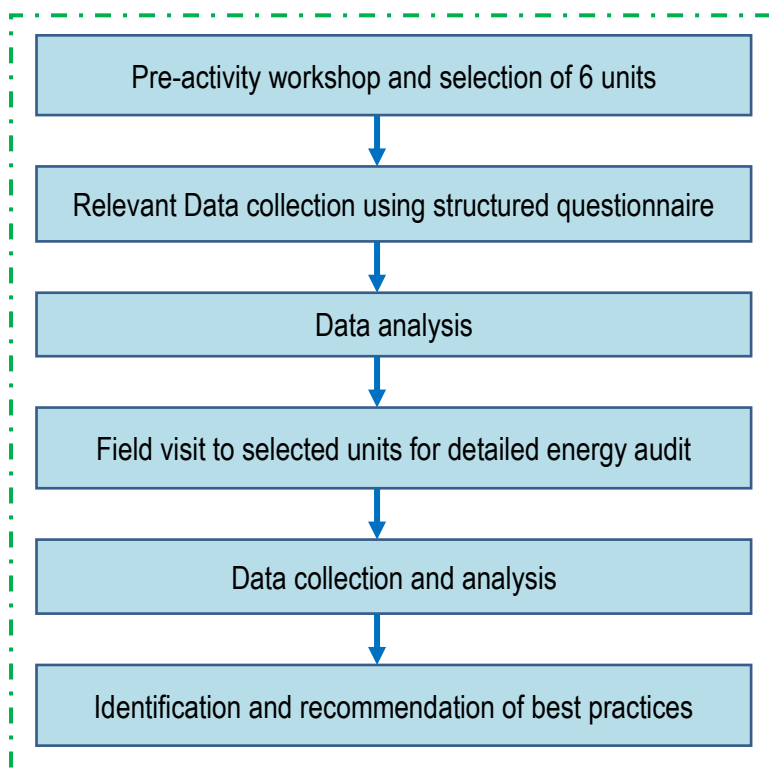 Pre-activity workshop and selection of 6 units
Relevant Data collection using structured questionnaire
Data analysis
Field visit to selected units for detailed energy audit
Data collection and analysis
Identification and recommendation of best practices